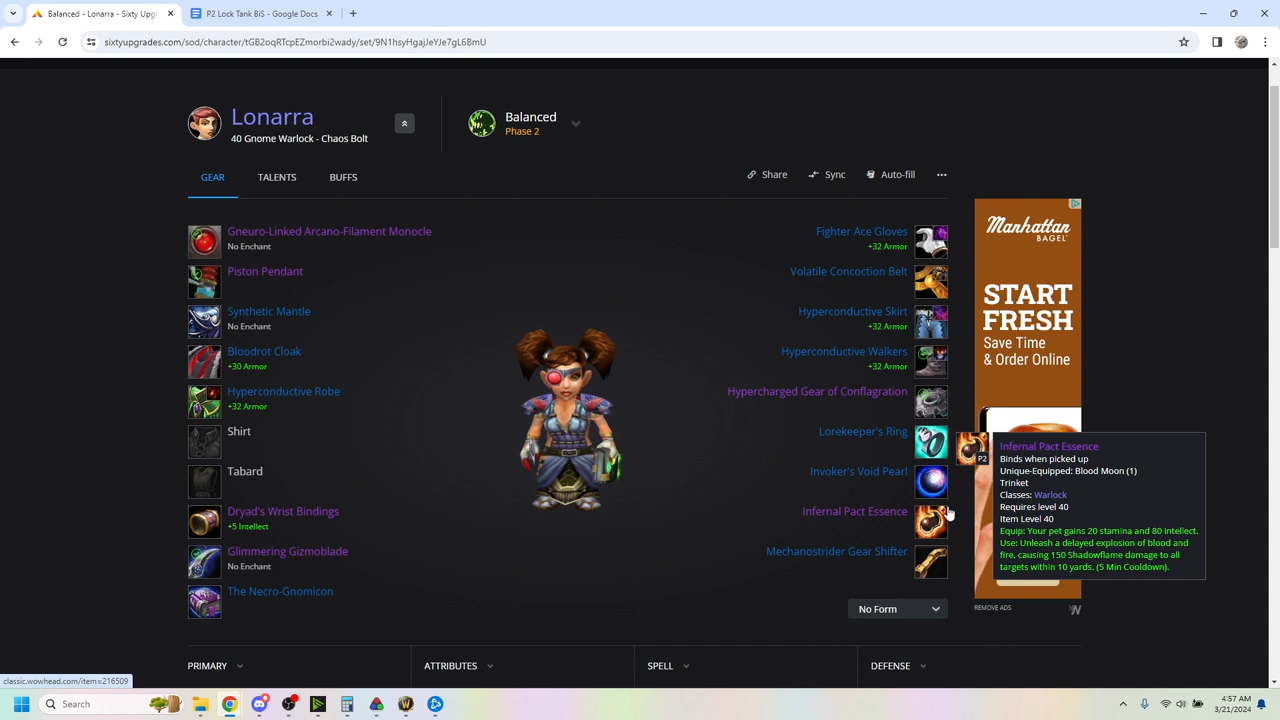 Balanced - Lonarra - Sixty Upg
P2 Lock Tank BiS - Google Docs
sixtyupgrades.com/sod/character/tGB2oqRTcpEZmorbi2wady/set/9N1hsyHgajJeYJe7gL6BmU
Lonarra
40 Gnome Warlock - Chaos Bolt
Balanced
Phase 2
GEAR
TALENTS
BUFFS
Share
Sync
Auto-fill
Gneuro-Linked Arcano-Filament Monocle
No Enchant
Piston Pendant
Synthetic Mantle
No Enchant
Bloodrot Cloak
+30 Armor
Hyperconductive Robe
+32 Armor
Shirt
Tabard
Dryad's Wrist Bindings
+5 Intellect
Glimmering Gizmoblade
No Enchant
The Necro-Gnomicon
Fighter Ace Gloves
+32 Armor
Volatile Concoction Belt
Hyperconductive Skirt
+32 Armor
Hyperconductive Walkers
+32 Armor
Hypercharged Gear of Conflagration
Lorekeeper's Ring
Invoker's Void Pearl
Infernal Pact Essence
Mechanostrider Gear Shifter
No Form
Manhattan
BAGEL
START
FRESH
Save Time
& Order Online
P2
Infernal Pact Essence
Binds when picked up
Unique-Equipped: Blood Moon (1)
Trinket
Classes: Warlock
Requires level 40
Item Level 40
Equip: Your pet gains 20 stamina and 80 intellect.
Use: Unleash a delayed explosion of blood and
fire, causing 150 Shadowflame damage to all
targets within 10 yards. (5 Min Cooldown).
REMOVE ADS
PRIMARY
ATTRIBUTES
SPELL
DEFENSE
classic.wowhead.com/item=216509
Search
4:57 AM
3/21/2024